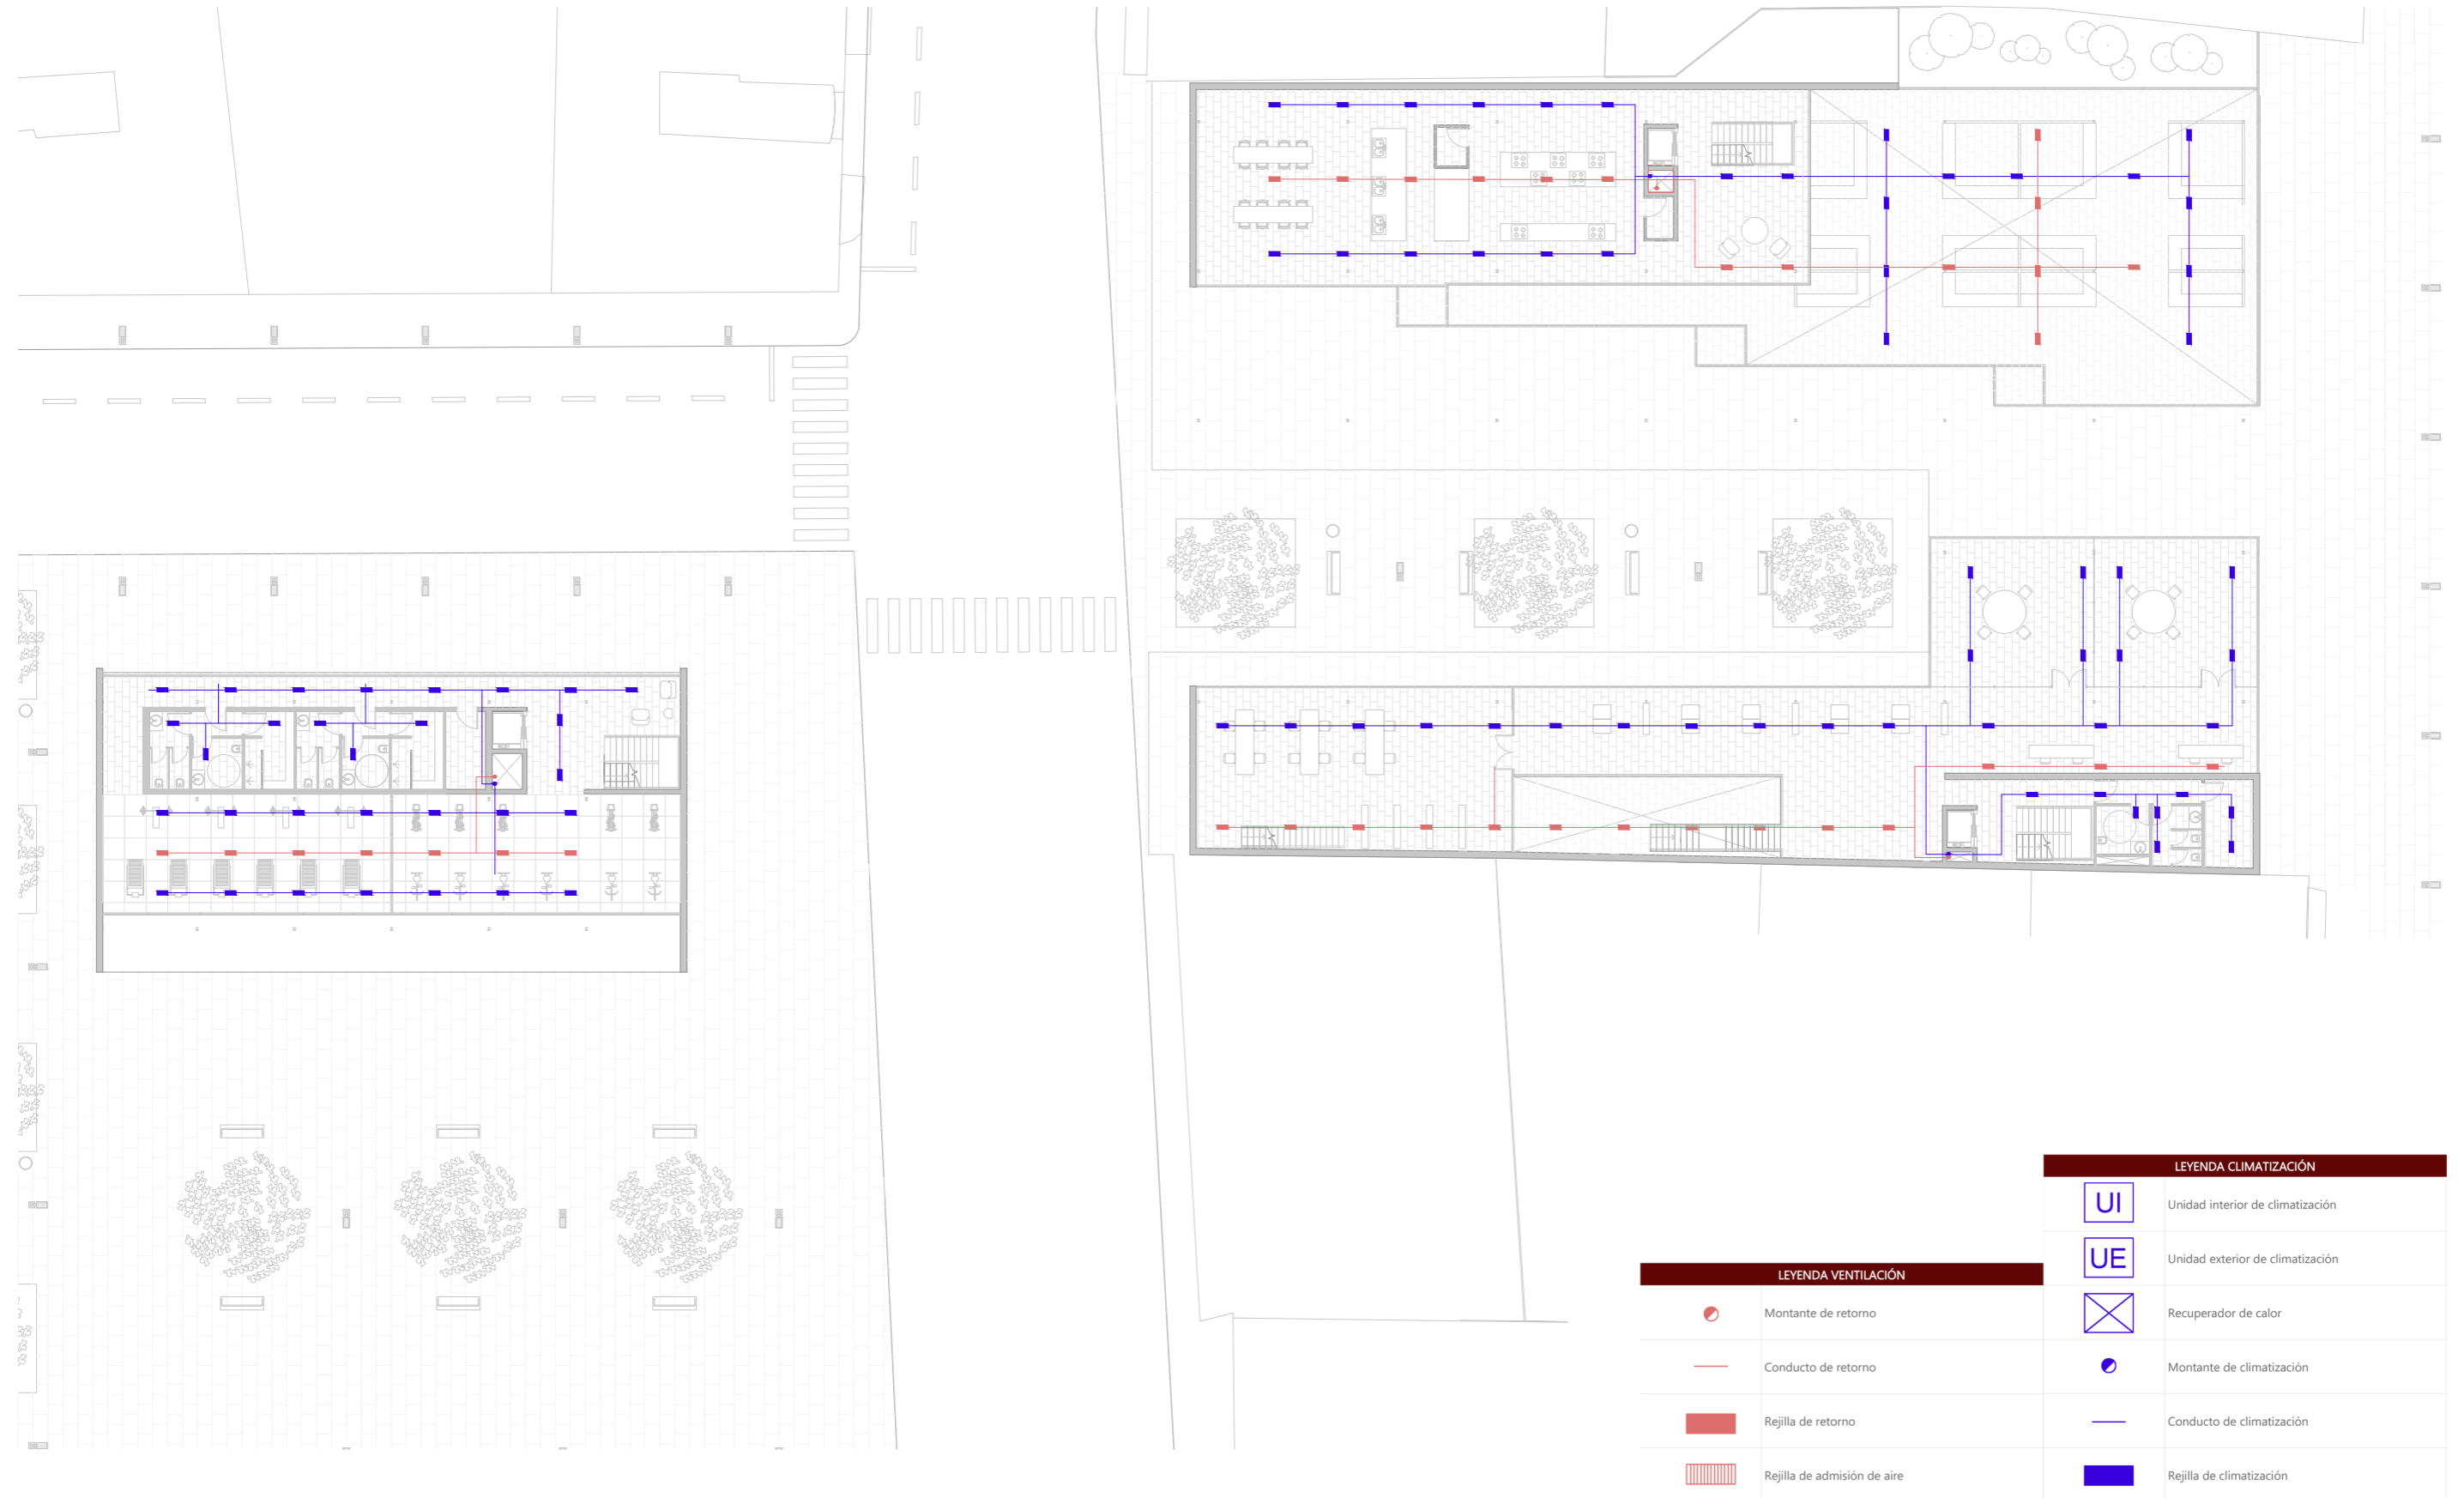 LEYENDA CLIMATIZACIÓN
UI Unidad interior de climatización
UE Unidad exterior de climatización
Recuperador de calor
Montante de climatización
Conducto de climatización
Rejilla de climatización
LEYENDA VENTILACIÓN
Montante de retorno
Conducto de retorno
Rejilla de retorno
Rejilla de admisión de aire